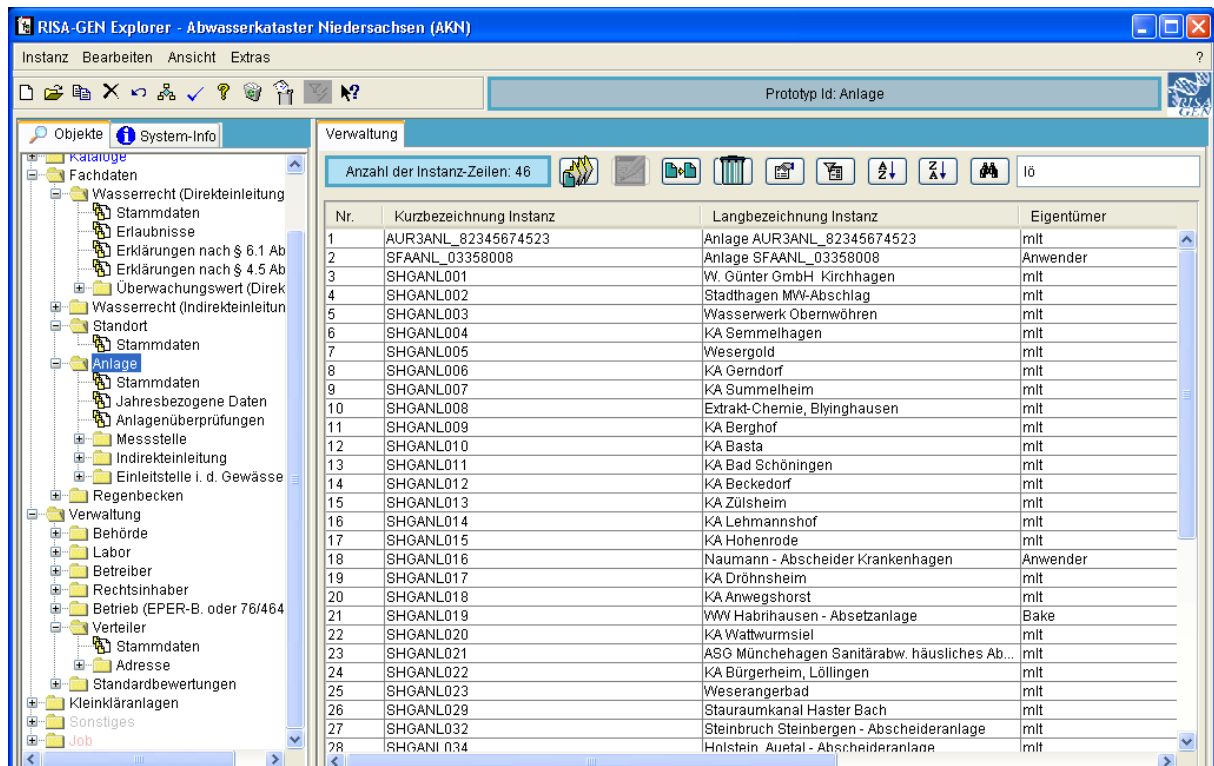 RISA-GEN Explorer - Abwasserkataster Niedersachsen (AKN)
Instanz Bearbeiten Ansicht Extras ?
Prototyp Id: Anlage
RISA GEN
Objekte System-Info
Kataloge
Fachdaten
Wasserrecht (Direkteinleitung
Stammdaten
Erlaubnisse
Erklärungen nach § 6.1 Ab
Erklärungen nach § 4.5 Ab
Überwachungswert (Direk
Wasserrecht (Indirekteinleitun
Standort
Stammdaten
Anlage
Stammdaten
Jahresbezogene Daten
Anlagenüberprüfungen
Messstelle
Indirekteinleitung
Einleitstelle i. d. Gewässe
Regenbecken
Verwaltung
Behörde
Labor
Betreiber
Rechtsinhaber
Betrieb (EPER-B. oder 76/464
Verteiler
Stammdaten
Adresse
Standardbewertungen
Kleinkläranlagen
Sonstiges
Job
Verwaltung
Anzahl der Instanz-Zeilen: 46 lö
Nr. Kurzbezeichnung Instanz Langbezeichnung Instanz Eigentümer
1 AUR3ANL_82345674523 Anlage AUR3ANL_82345674523 mlt
2 SFAANL_03358008 Anlage SFAANL_03358008 Anwender
3 SHGANL001 W. Günter GmbH Kirchhagen mlt
4 SHGANL002 Stadthagen MW-Abschlag mlt
5 SHGANL003 Wasserwerk Obernwöhren mlt
6 SHGANL004 KA Semmelhagen mlt
7 SHGANL005 Wesergold mlt
8 SHGANL006 KA Gerndorf mlt
9 SHGANL007 KA Summelheim mlt
10 SHGANL008 Extrakt-Chemie, Blyinghausen mlt
11 SHGANL009 KA Berghof mlt
12 SHGANL010 KA Basta mlt
13 SHGANL011 KA Bad Schöningen mlt
14 SHGANL012 KA Beckedorf mlt
15 SHGANL013 KA Zülsheim mlt
16 SHGANL014 KA Lehmannshof mlt
17 SHGANL015 KA Hohenrode mlt
18 SHGANL016 Naumann - Abscheider Krankenhagen Anwender
19 SHGANL017 KA Dröhnsheim mlt
20 SHGANL018 KA Anwegshorst mlt
21 SHGANL019 WW Habrihausen - Absetzanlage Bake
22 SHGANL020 KA Wattwurmsiel mlt
23 SHGANL021 ASG Münchehagen Sanitärabw. häusliches Ab... mlt
24 SHGANL022 KA Bürgerheim, Löllingen mlt
25 SHGANL023 Weserangerbad mlt
26 SHGANL029 Stauraumkanal Haster Bach mlt
27 SHGANL032 Steinbruch Steinbergen - Abscheideranlage mlt
28 SHGANL034 Holstein, Auetal - Abscheideranlage mlt